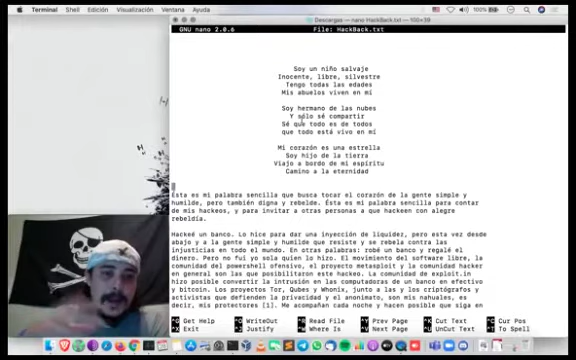 Terminal Shell Edición Visualización Ventana Ayuda 100%
Descargas — nano HackBack.txt — 100×39
GNU nano 2.0.6 File: HackBack.txt
Soy un niño salvaje
Inocente, libre, silvestre
Tengo todas las edades
Mis abuelos viven en mí
Soy hermano de las nubes
Y sólo sé compartir
Sé que todo es de todos
que todo está vivo en mí
Mi corazón es una estrella
Soy hijo de la tierra
Viajo a bordo de mi espíritu
Camino a la eternidad
Ésta es mi palabra sencilla que busca tocar el corazón de la gente simple y
humilde, pero también digna y rebelde. Ésta es mi palabra sencilla para contar
de mis hackeos, y para invitar a otras personas a que hackeen con alegre
rebeldía.
Hackeé un banco. Lo hice para dar una inyección de liquidez, pero esta vez desde
abajo y a la gente simple y humilde que resiste y se rebela contra las
injusticias en todo el mundo. En otras palabras: robé un banco y regalé el
dinero. Pero no fui yo sola quien lo hizo. El movimiento del software libre, la
comunidad del powershell ofensivo, el proyecto metasploit y la comunidad hacker
en general son las que posibilitaron este hackeo. La comunidad de exploit.in
hizo posible convertir la intrusión en las computadoras de un banco en efectivo
y bitcoin. Los proyectos Tor, Qubes y Whonix, junto a las y los criptógrafos y
activistas que defienden la privacidad y el anonimato, son mis nahuales, es
decir, mis protectores [1]. Me acompañan cada noche y hacen posible que siga en
^G Get Help ^O WriteOut ^R Read File ^Y Prev Page ^K Cut Text ^C Cur Pos
^X Exit ^J Justify ^W Where Is ^V Next Page ^U UnCut Text ^T To Spell